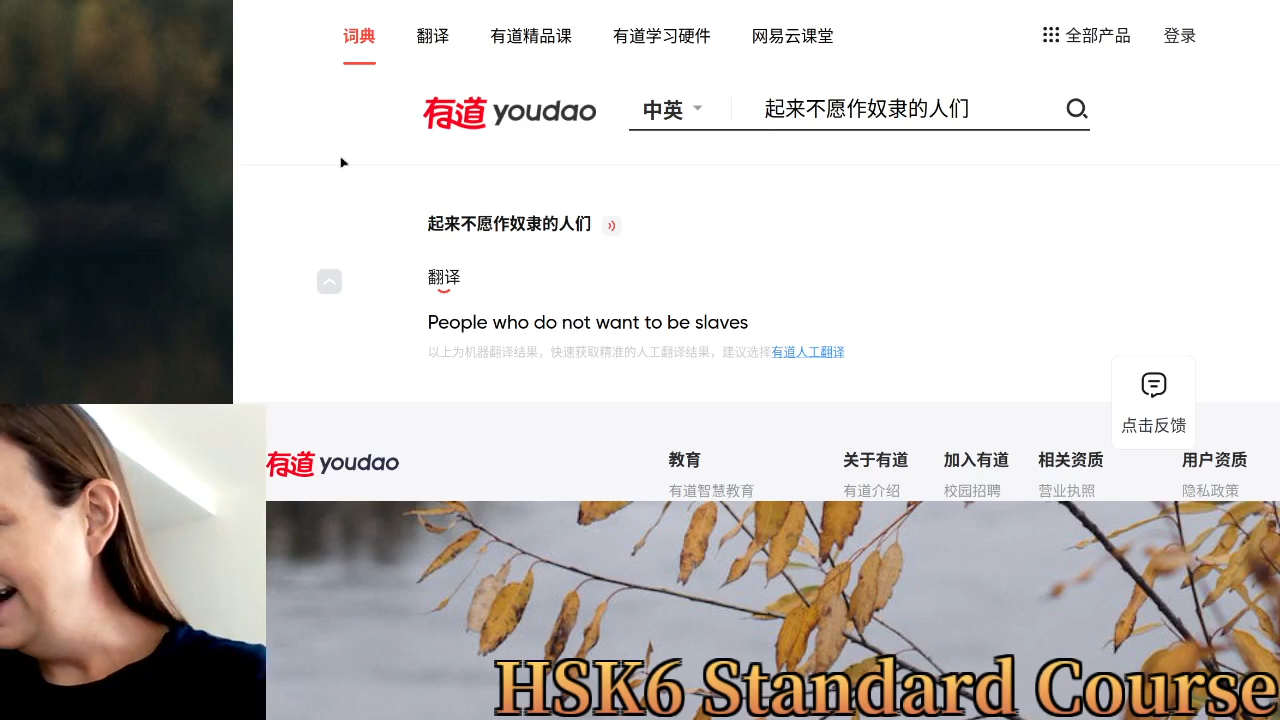 词典 翻译 有道精品课 有道学习硬件 网易云课堂 全部产品 登录
有道 youdao 中英 起来不愿作奴隶的人们
起来不愿作奴隶的人们
翻译
People who do not want to be slaves
以上为机器翻译结果，快速获取精准的人工翻译结果，建议选择有道人工翻译
点击反馈
有道 youdao 教育 关于有道 加入有道 相关资质 用户资质
有道智慧教育 有道介绍 校园招聘 营业执照 隐私政策
HSK6 Standard Course